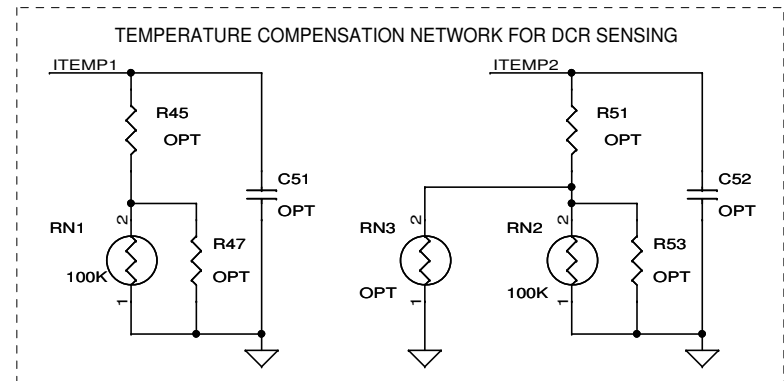 TEMPERATURE COMPENSATION NETWORK FOR DCR SENSING
ITEMP1
R45
OPT
C51
OPT
RN1
2
100K
1
R47
OPT
ITEMP2
R51
OPT
C52
OPT
RN3
2
OPT
1
RN2
2
100K
1
R53
OPT